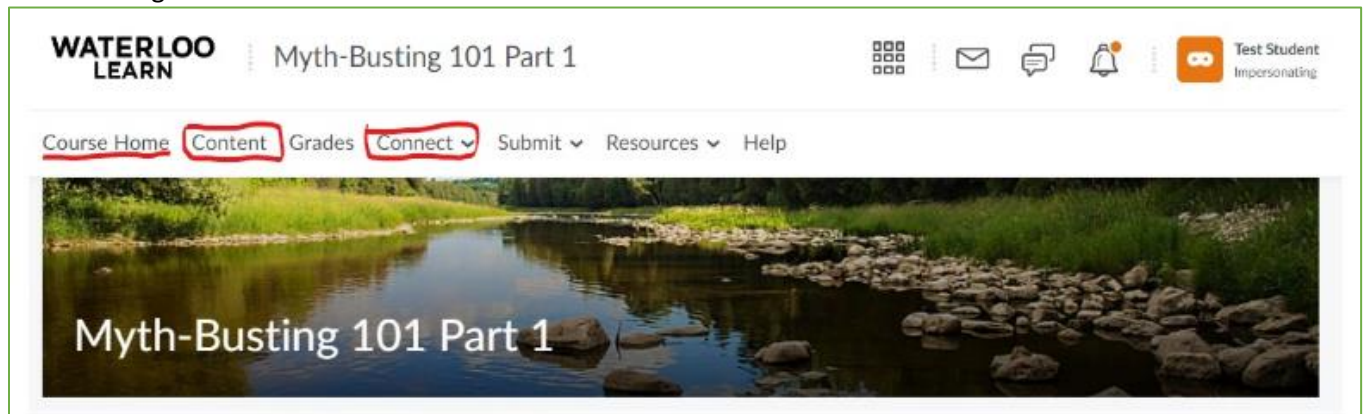 WATERLOO
LEARN
Myth-Busting 101 Part 1
Test Student
Impersonating
Course Home Content Grades Connect Submit Resources Help
Myth-Busting 101 Part 1